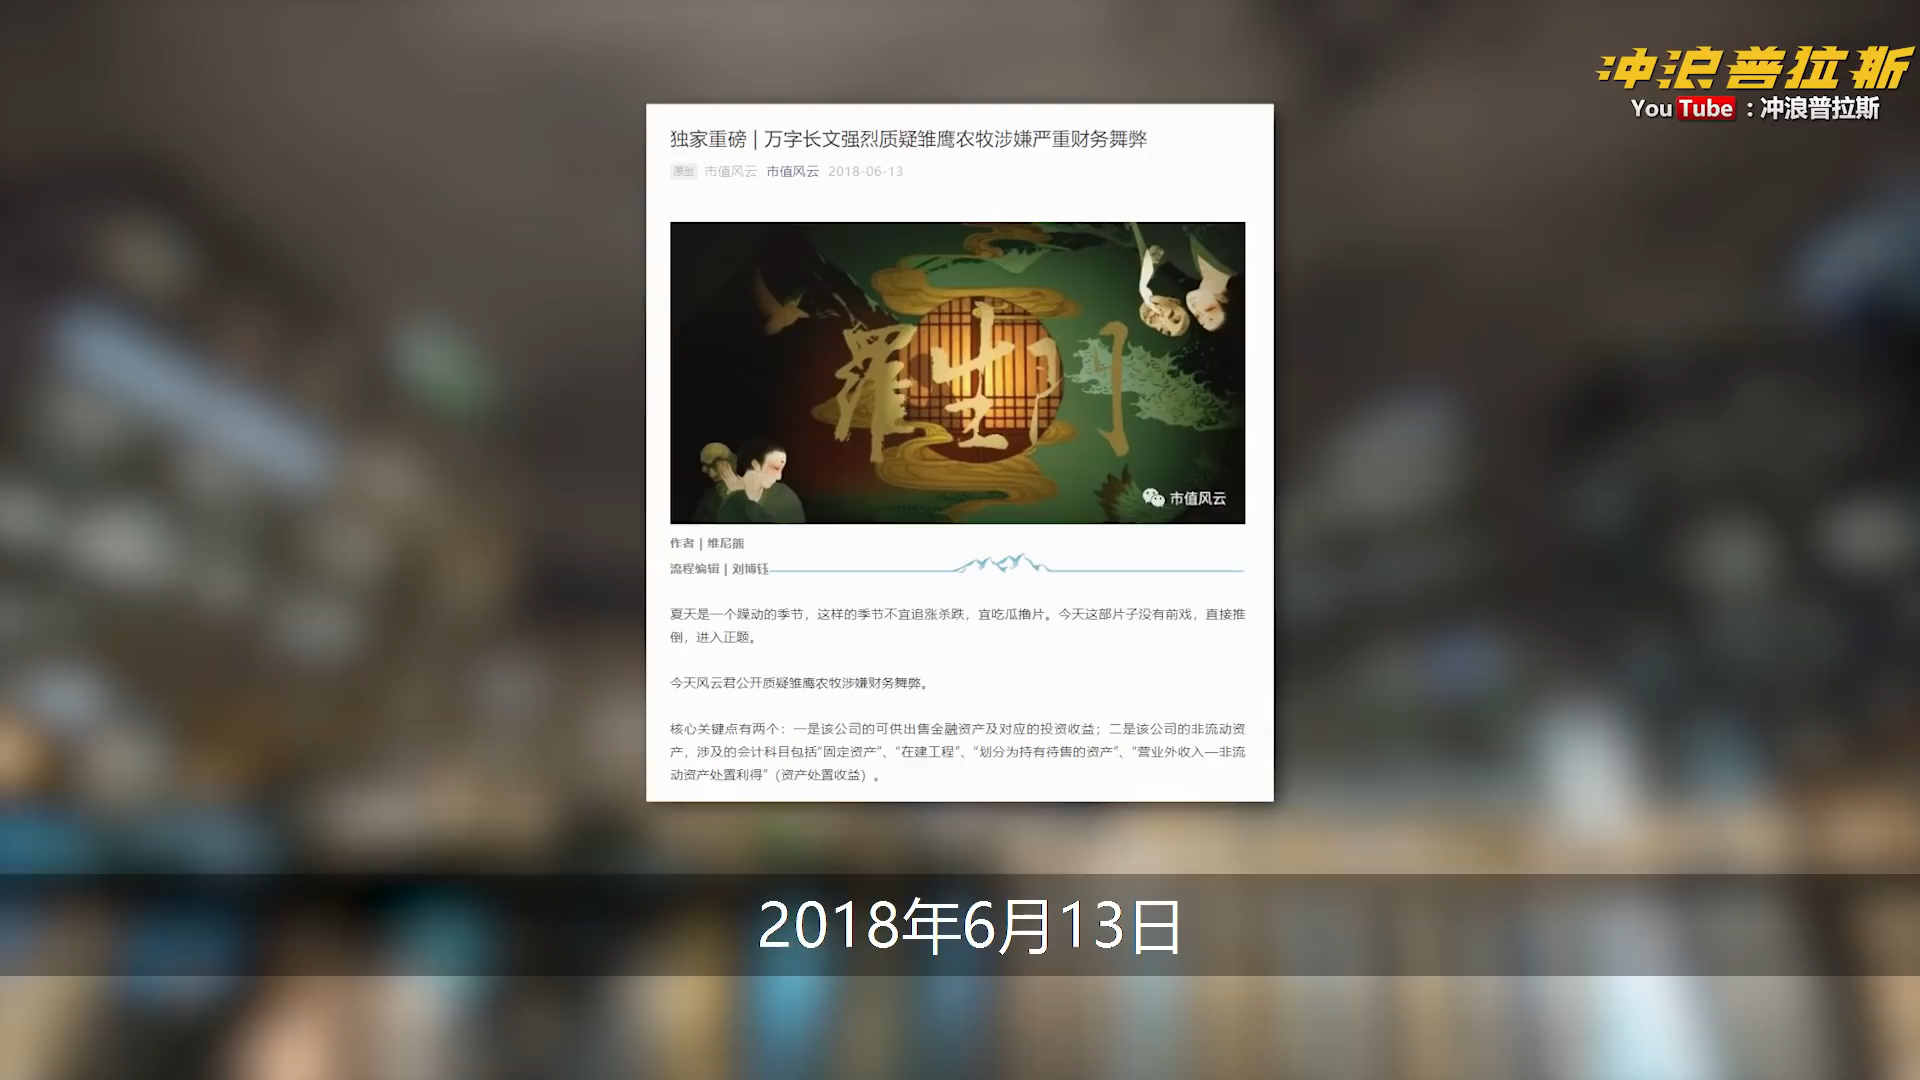 冲浪普拉斯
YouTube：冲浪普拉斯
独家重磅 | 万字长文强烈质疑雏鹰农牧涉嫌严重财务舞弊
原创 市值风云 市值风云 2018-06-13
羅生门
市值风云
作者 | 维尼熊
流程编辑 | 刘博钰
夏天是一个躁动的季节，这样的季节不宜追涨杀跌，宜吃瓜撸片。今天这部片子没有前戏，直接推
倒，进入正题。
今天风云君公开质疑雏鹰农牧涉嫌财务舞弊。
核心关键点有两个：一是该公司的可供出售金融资产及对应的投资收益；二是该公司的非流动资
产，涉及的会计科目包括“固定资产”、“在建工程”、“划分为持有待售的资产”、“营业外收入—非流
动资产处置利得”（资产处置收益）。
2018年6月13日